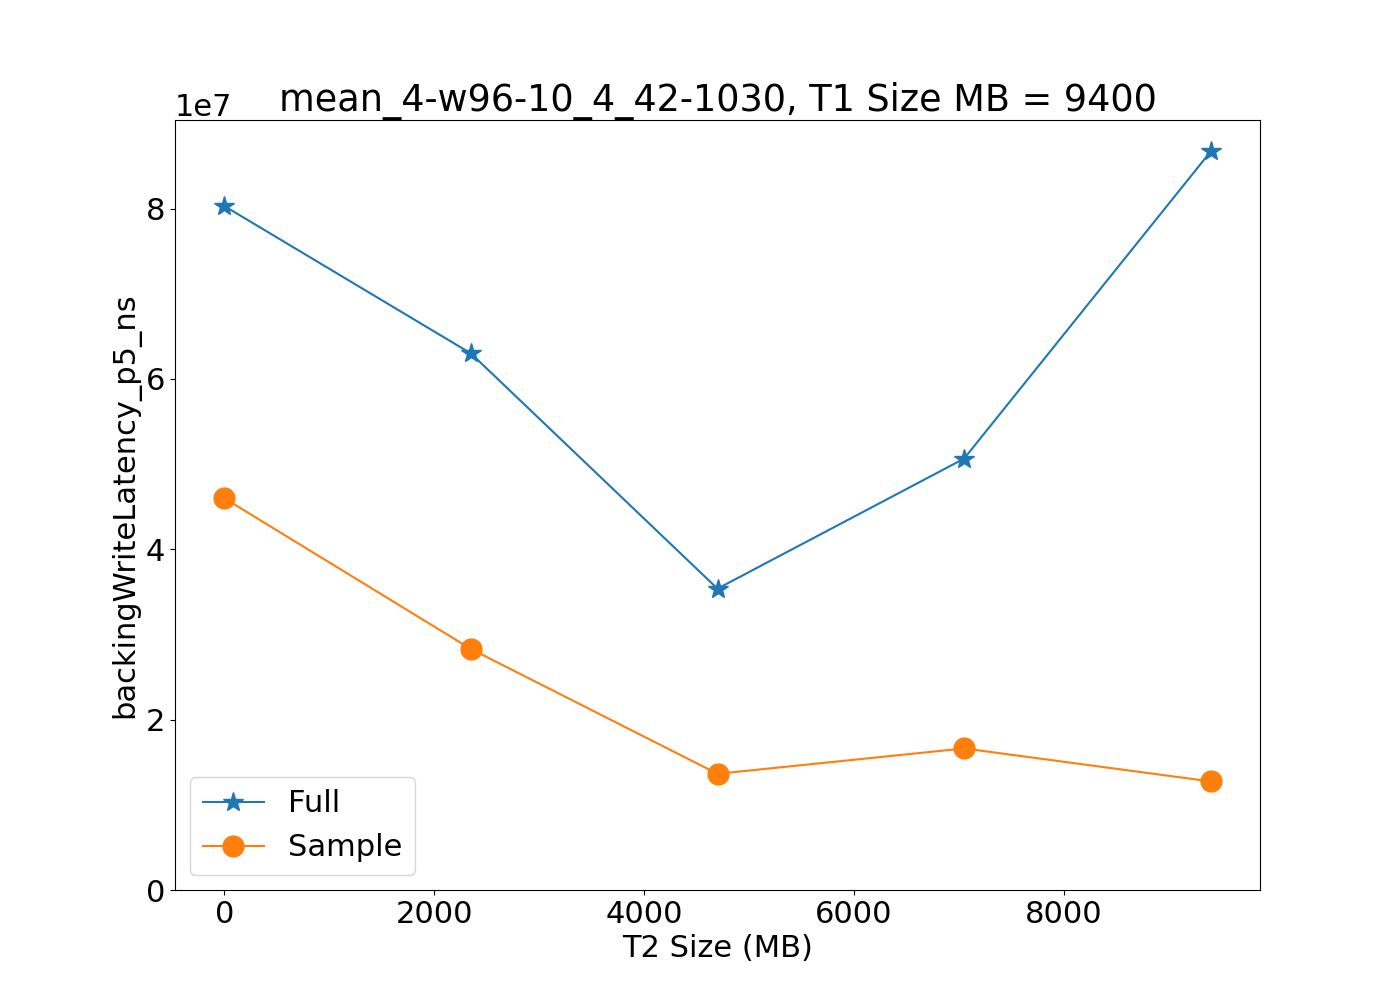 1e7
mean_4-w96-10_4_42-1030, T1 Size MB = 9400
backingWriteLatency_p5_ns
8
6
4
2
0
Full
Sample
0 2000 4000 6000 8000
T2 Size (MB)